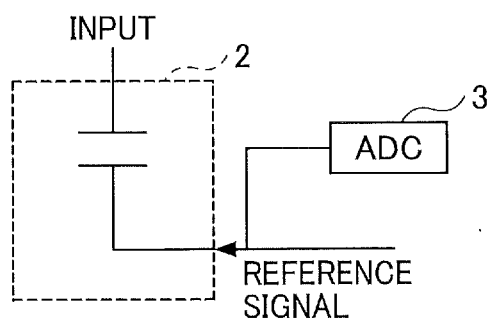 INPUT
2
3
ADC
REFERENCE
SIGNAL